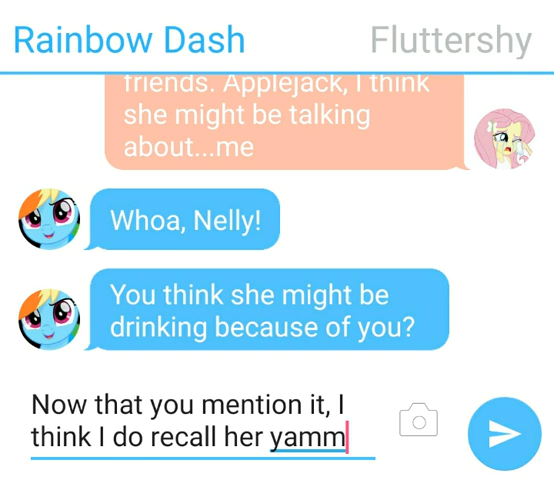 Rainbow Dash
Fluttershy
friends. Applejack, I think
she might be talking
about...me
Whoa, Nelly!
You think she might be
drinking because of you?
Now that you mention it, I
think I do recall her yamm